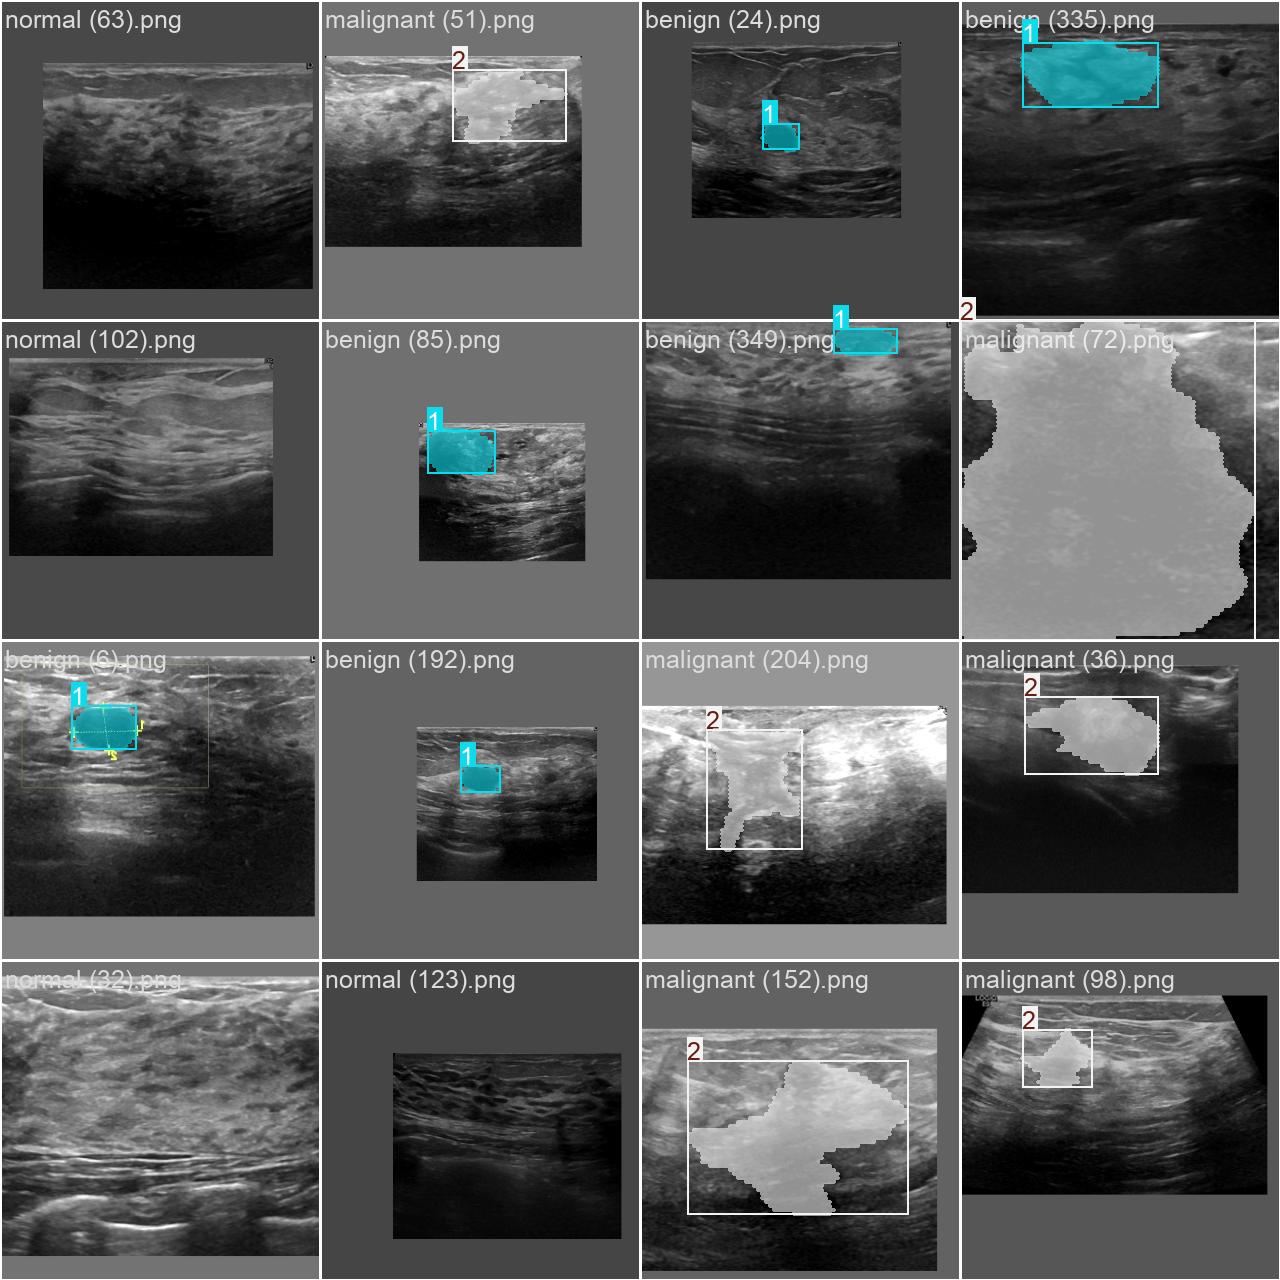 normal (63).png
malignant (51).png
benign (24).png
benign (335).png
2
1
1
2
normal (102).png
benign (85).png
benign (349).png
malignant (72).png
1
1
benign (6).png
benign (192).png
malignant (204).png
malignant (36).png
1
1
2
2
normal (32).png
normal (123).png
malignant (152).png
malignant (98).png
LOGIQ
E9
2
2